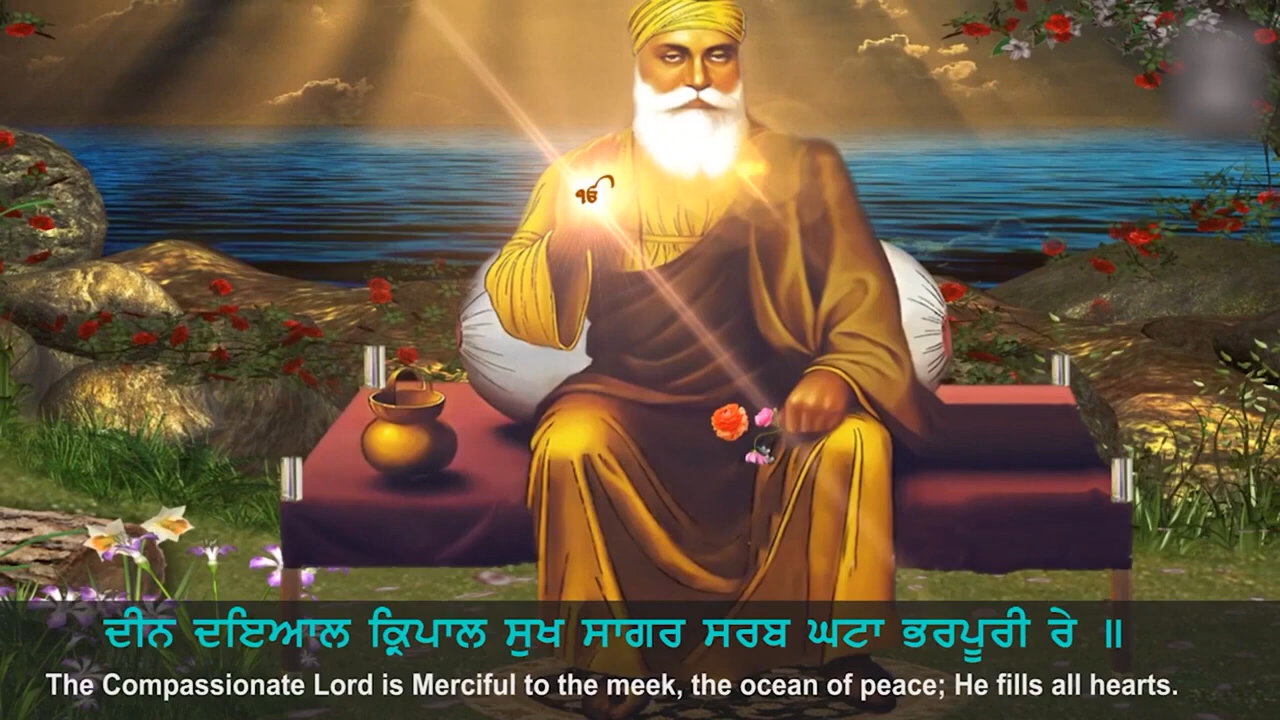 ੴ
ਦੀਨ ਦਇਆਲ ਕ੍ਰਿਪਾਲ ਸੁਖ ਸਾਗਰ ਸਰਬ ਘਟਾ ਭਰਪੂਰੀ ਰੇ ॥
The Compassionate Lord is Merciful to the meek, the ocean of peace; He fills all hearts.